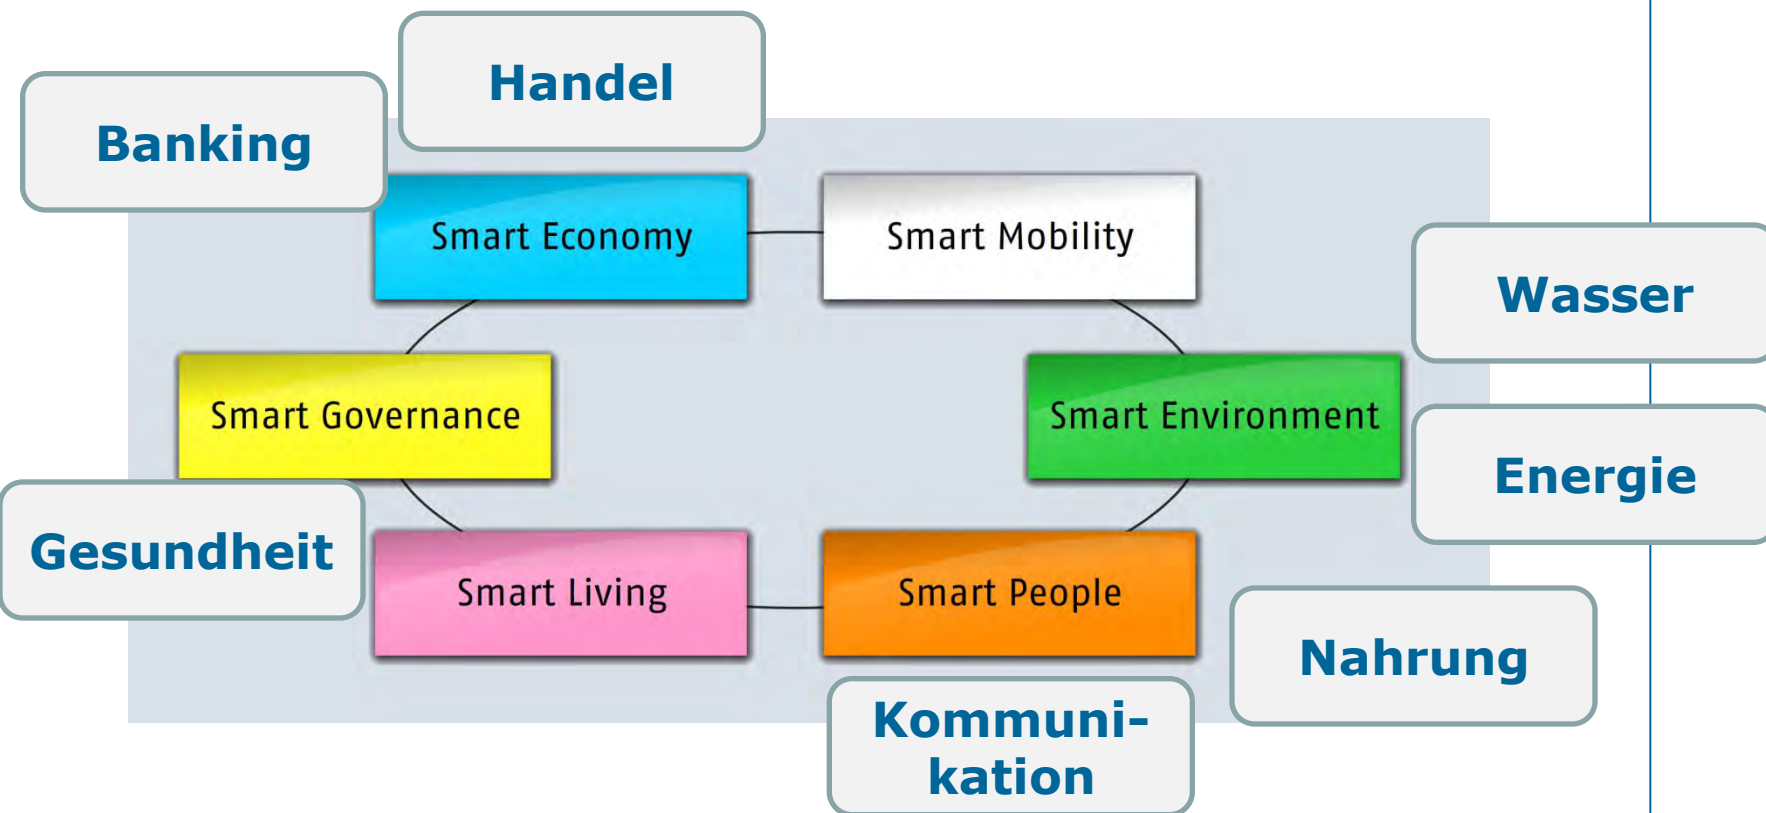 Handel
Banking
Smart Economy
Smart Mobility
Wasser
Smart Governance
Smart Environment
Energie
Gesundheit
Smart Living
Smart People
Nahrung
Kommuni-
kation